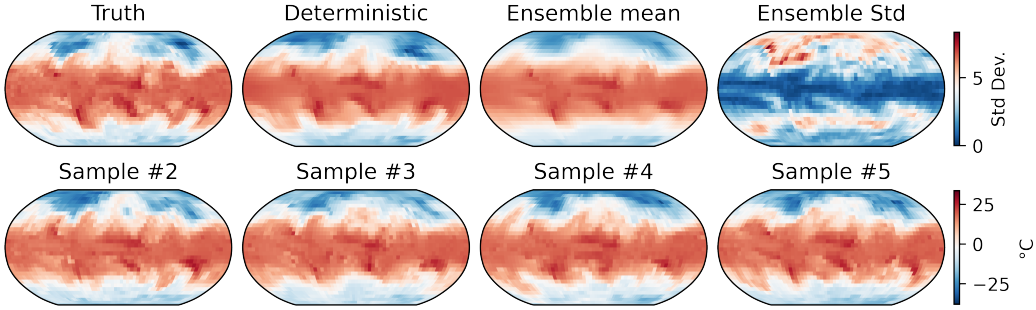 Truth
Deterministic
Ensemble mean
Ensemble Std
5
0
Std Dev.
Sample #2
Sample #3
Sample #4
Sample #5
25
0
−25
°C